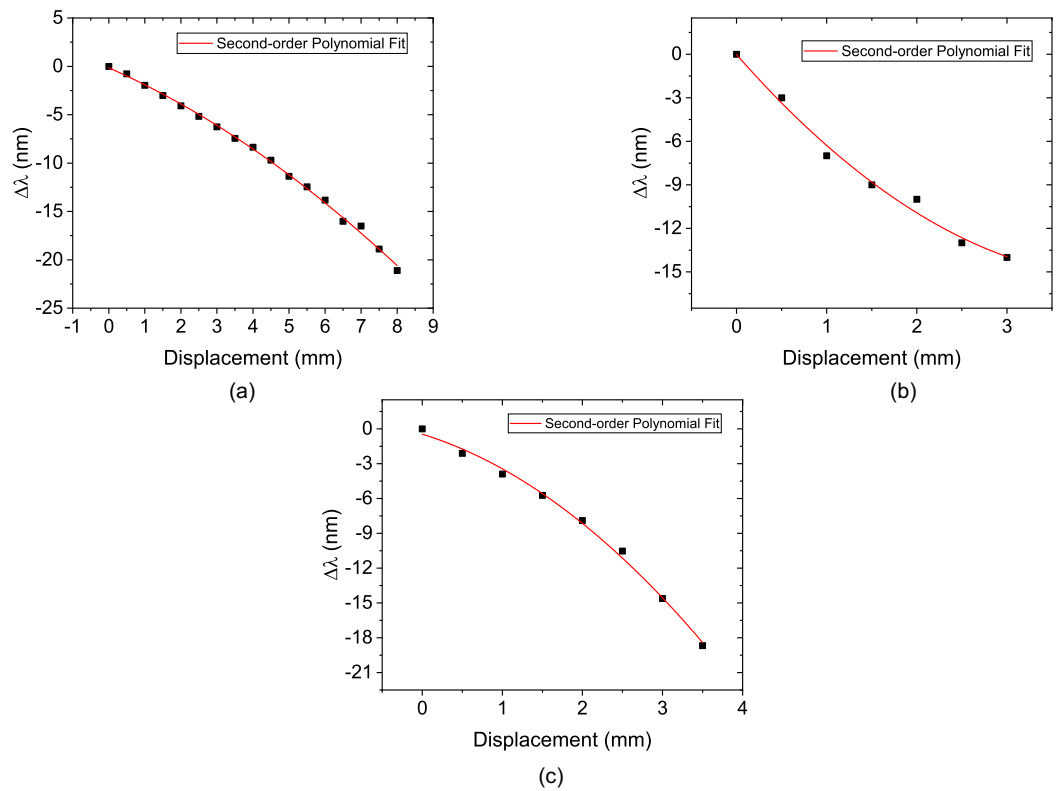 5
0
-5
-10
-15
-20
-25
-1 0 1 2 3 4 5 6 7 8 9
Δλ (nm)
Displacement (mm)
Second-order Polynomial Fit
(a)
0
-3
-6
-9
-12
-15
0 1 2 3
Δλ (nm)
Displacement (mm)
Second-order Polynomial Fit
(b)
0
-3
-6
-9
-12
-15
-18
-21
0 1 2 3 4
Δλ (nm)
Displacement (mm)
Second-order Polynomial Fit
(c)